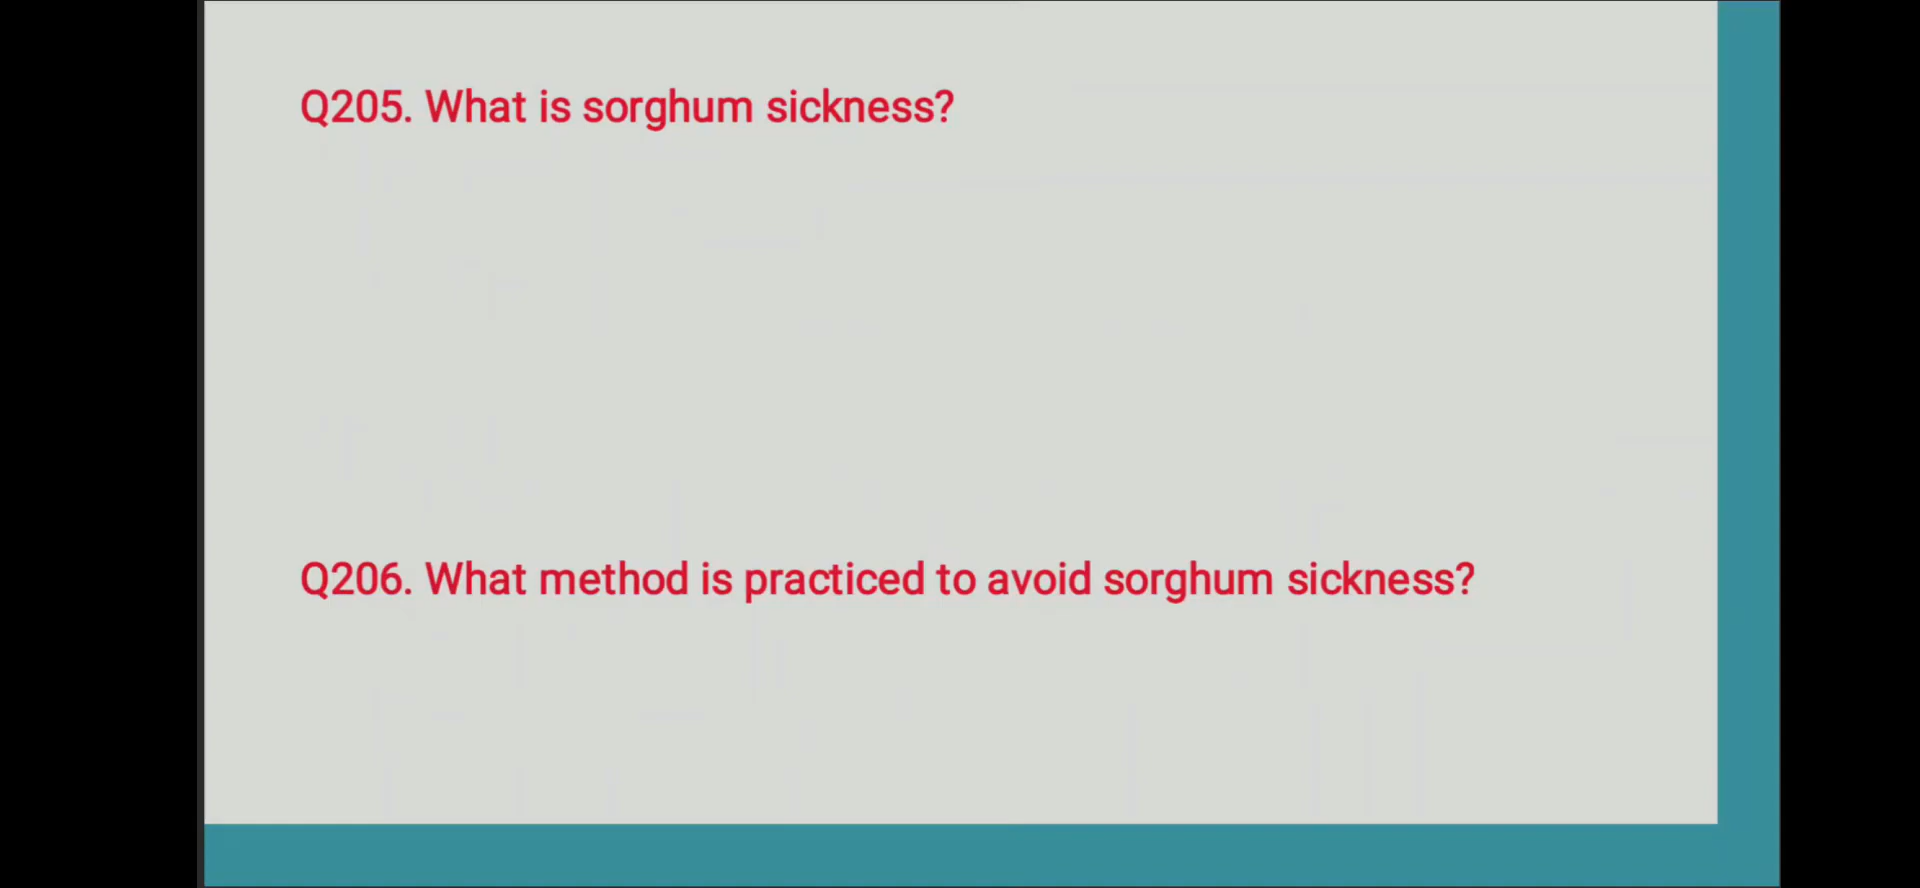 Q205. What is sorghum sickness?
Q206. What method is practiced to avoid sorghum sickness?